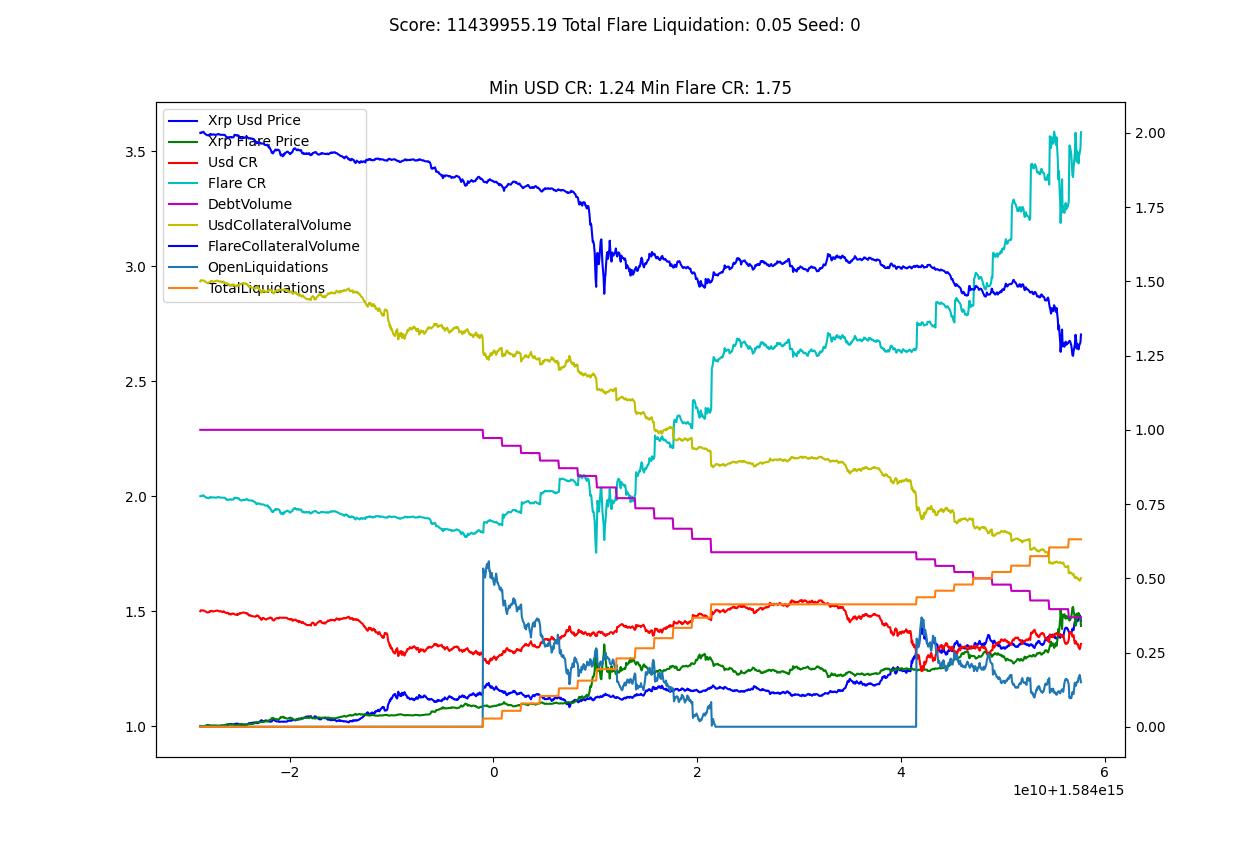 Score: 11439955.19 Total Flare Liquidation: 0.05 Seed: 0
Min USD CR: 1.24 Min Flare CR: 1.75
Xrp Usd Price
Xrp Flare Price
Usd CR
Flare CR
DebtVolume
UsdCollateralVolume
FlareCollateralVolume
OpenLiquidations
TotalLiquidations
3.5
3.0
2.5
2.0
1.5
1.0
2.00
1.75
1.50
1.25
1.00
0.75
0.50
0.25
0.00
−2 0 2 4 6
1e10+1.584e15